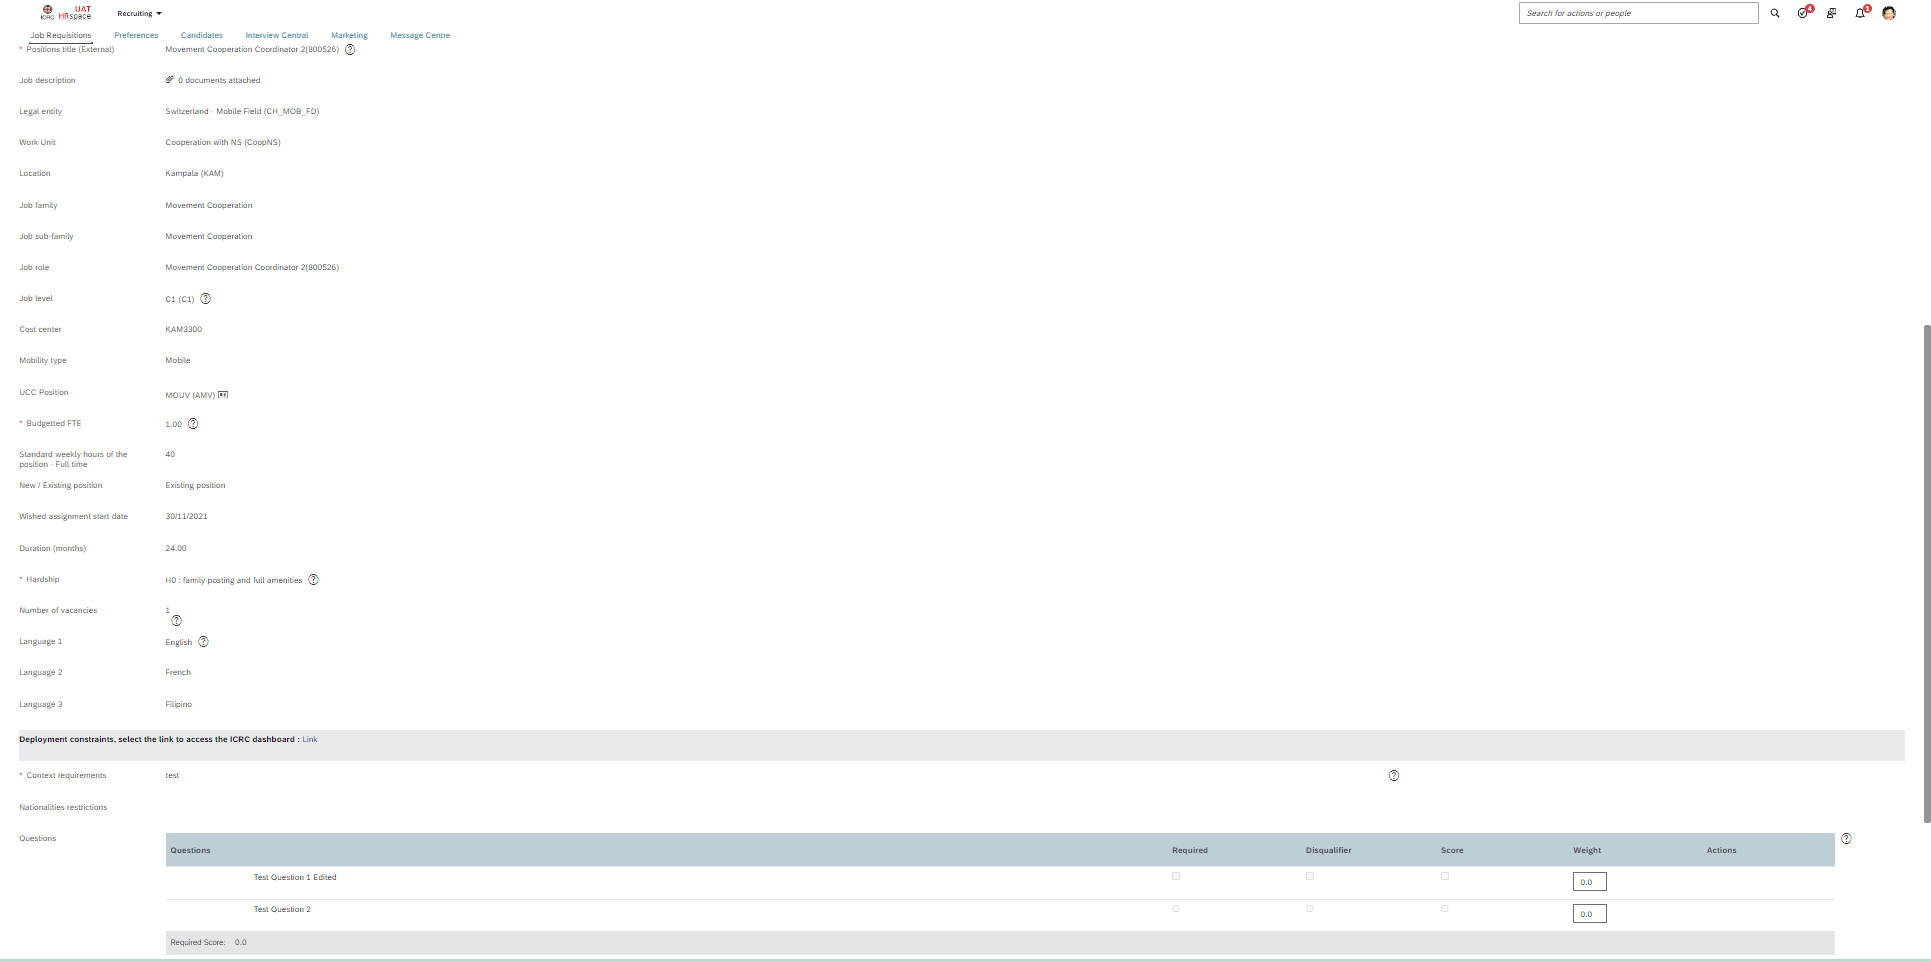 ICRC
UAT
HRspace
Recruiting
Search for actions or people
4
1
Job Requisitions
Preferences
Candidates
Interview Central
Marketing
Message Centre
* Positions title (External)
Movement Cooperation Coordinator 2(800526)
Job description
0 documents attached
Legal entity
Switzerland - Mobile Field (CH_MOB_FD)
Work Unit
Cooperation with NS (CoopNS)
Location
Kampala (KAM)
Job family
Movement Cooperation
Job sub-family
Movement Cooperation
Job role
Movement Cooperation Coordinator 2(800526)
Job level
C1 (C1)
Cost center
KAM3300
Mobility type
Mobile
UCC Position
MOUV (AMV)
* Budgetted FTE
1.00
Standard weekly hours of the
position - Full time
40
New / Existing position
Existing position
Wished assignment start date
30/11/2021
Duration (months)
24.00
* Hardship
H0 : family posting and full amenities
Number of vacancies
1
Language 1
English
Language 2
French
Language 3
Filipino
Deployment constraints, select the link to access the ICRC dashboard : Link
* Context requirements
test
Nationalities restrictions
Questions
Questions
Required
Disqualifier
Score
Weight
Actions
Test Question 1 Edited
0.0
Test Question 2
0.0
Required Score: 0.0